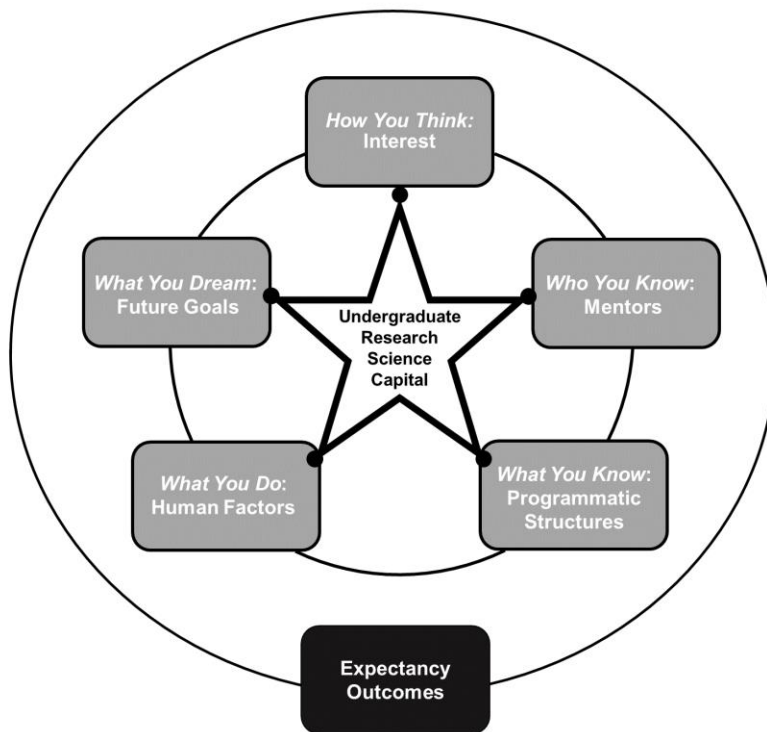 How You Think:
Interest
What You Dream:
Future Goals
Who You Know:
Mentors
Undergraduate
Research
Science
Capital
What You Do:
Human Factors
What You Know:
Programmatic
Structures
Expectancy
Outcomes